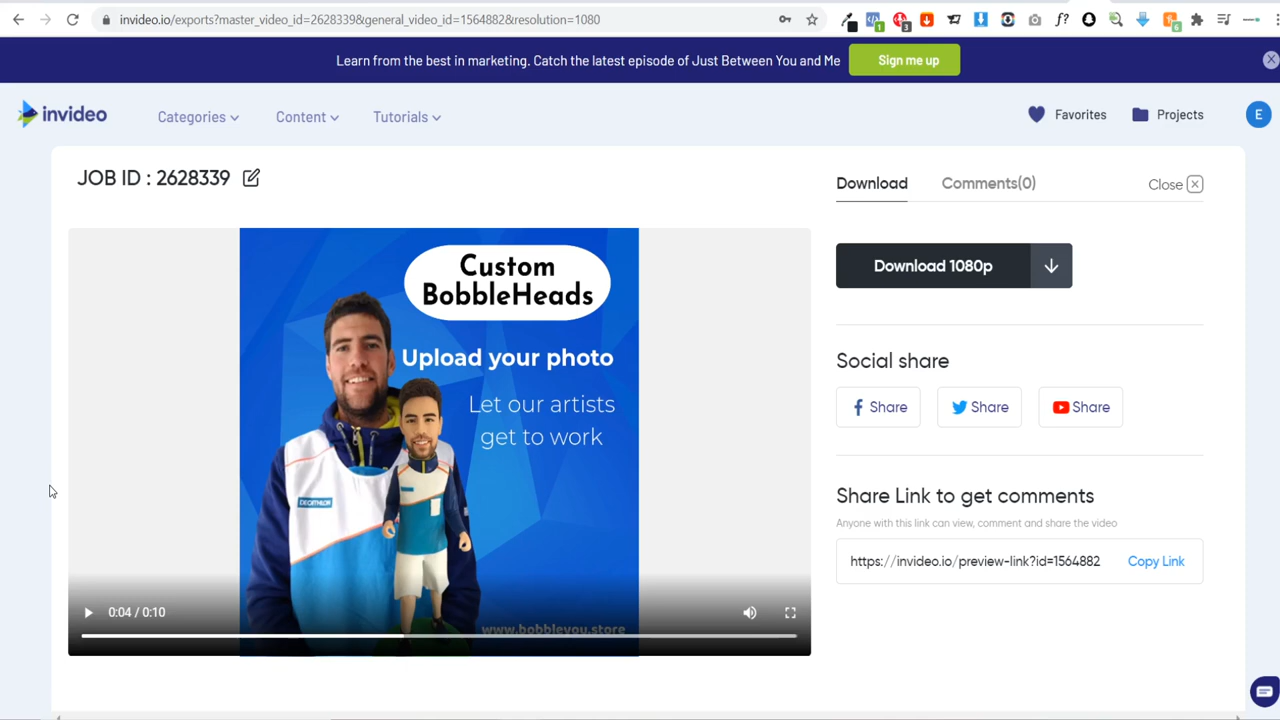 invideo.io/exports?master_video_id=2628339&general_video_id=1564882&resolution=1080
f?
1
3
6
Learn from the best in marketing. Catch the latest episode of Just Between You and Me
Sign me up
invideo
Categories
Content
Tutorials
Favorites
Projects
E
JOB ID : 2628339
Download
Comments(0)
Close
Custom
BobbleHeads
Upload your photo
Let our artists
get to work
DECATHLON
www.bobbleyou.store
0:04 / 0:10
Download 1080p
Social share
Share
Share
Share
Share Link to get comments
Anyone with this link can view, comment and share the video
https://invideo.io/preview-link?id=1564882
Copy Link